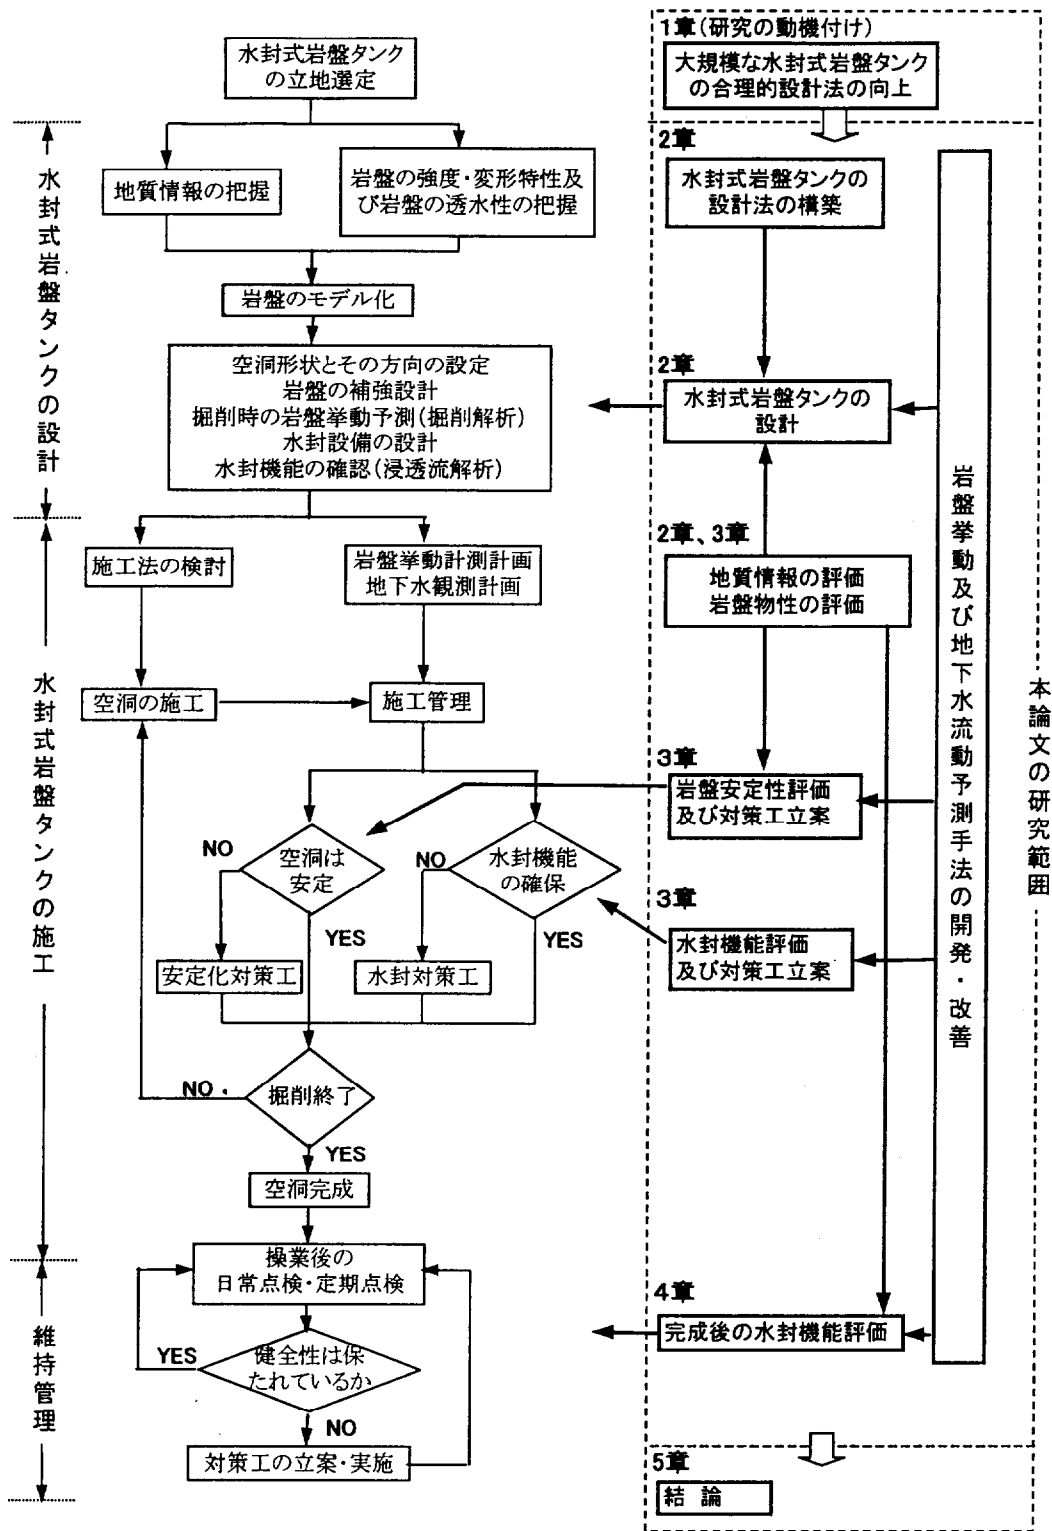 水封式岩盤タンク
の立地選定
水封式岩盤タンクの設計
地質情報の把握
岩盤の強度・変形特性及
び岩盤の透水性の把握
岩盤のモデル化
空洞形状とその方向の設定
岩盤の補強設計
掘削時の岩盤挙動予測(掘削解析)
水封設備の設計
水封機能の確認(浸透流解析)
水封式岩盤タンクの施工
施工法の検討
岩盤挙動計測計画
地下水観測計画
空洞の施工
施工管理
空洞は
安定
NO
YES
水封機能
の確保
NO
YES
安定化対策工
水封対策工
掘削終了
NO
YES
空洞完成
維持管理
操業後の
日常点検・定期点検
健全性は保
たれているか
YES
NO
対策工の立案・実施
1章(研究の動機付け)
大規模な水封式岩盤タンク
の合理的設計法の向上
2章
水封式岩盤タンクの
設計法の構築
2章
水封式岩盤タンクの
設計
2章、3章
地質情報の評価
岩盤物性の評価
3章
岩盤安定性評価
及び対策工立案
3章
水封機能評価
及び対策工立案
4章
完成後の水封機能評価
5章
結 論
岩盤挙動及び地下水流動予測手法の開発・改善
本論文の研究範囲